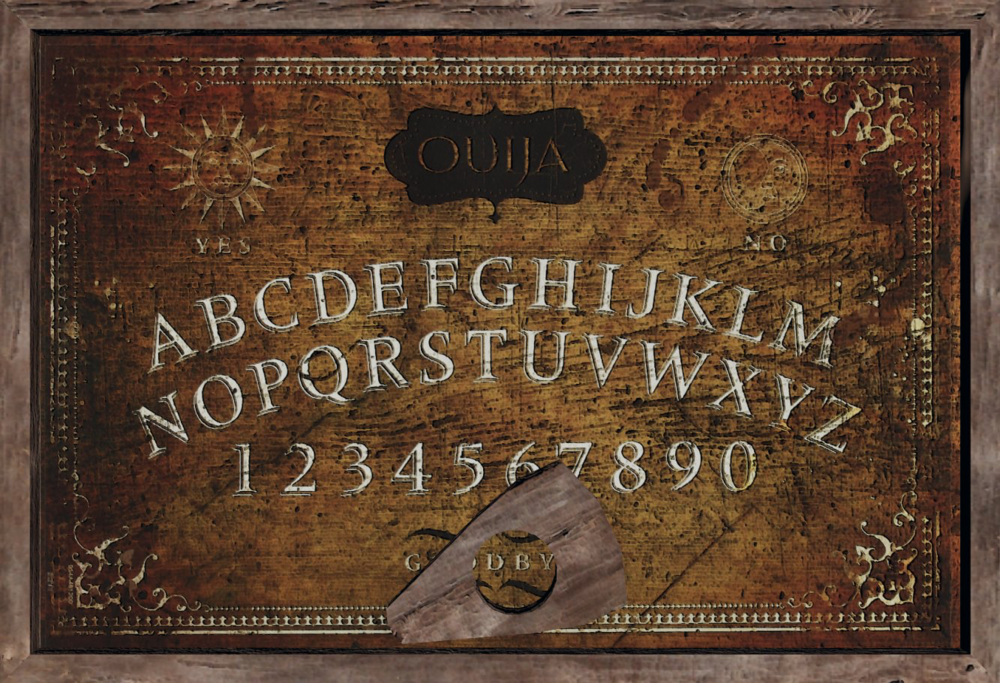 OUIJA
YES NO
ABCDEFGHIJKLM
NOPQRSTUVWXYZ
1234567890